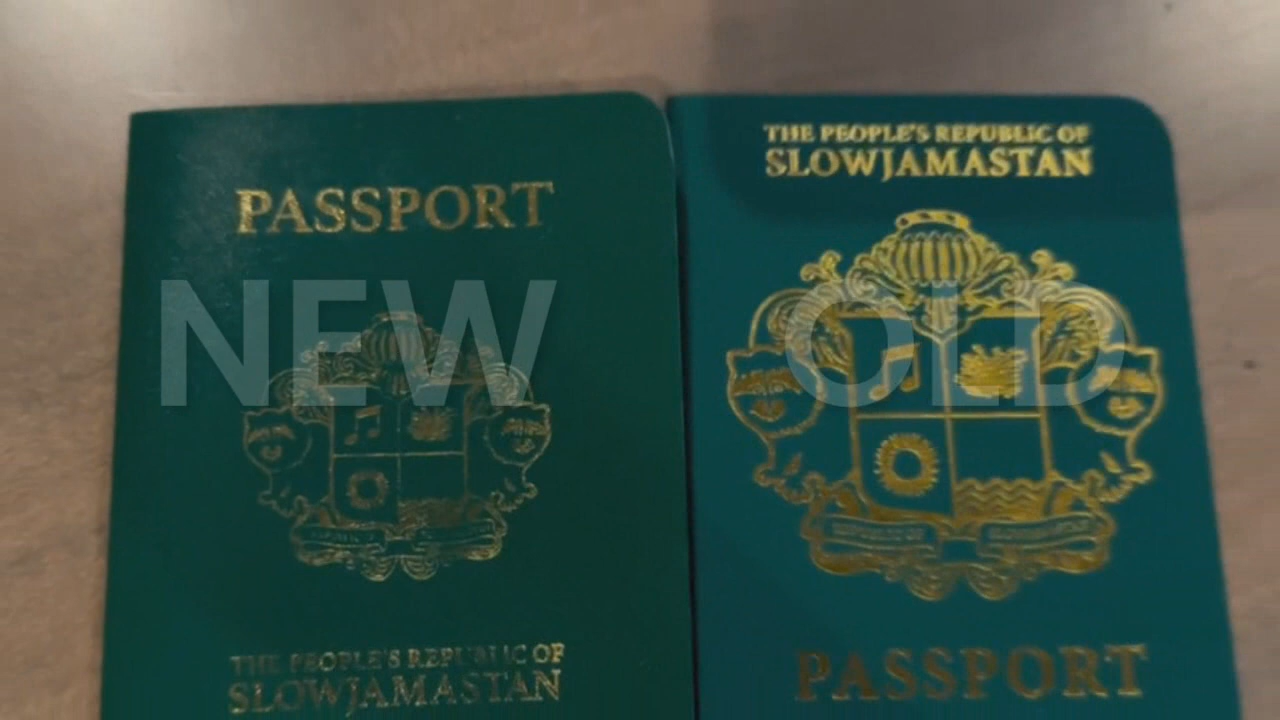 PASSPORT
NEW
THE PEOPLE'S REPUBLIC OF
SLOWJAMASTAN
THE PEOPLE'S REPUBLIC OF
SLOWJAMASTAN
OLD
PASSPORT